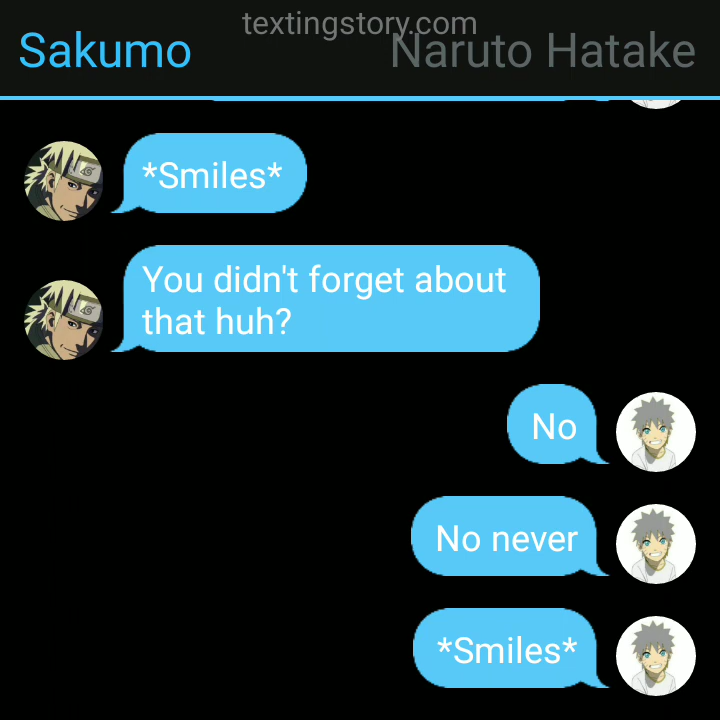 textingstory.com
Sakumo
Naruto Hatake
*Smiles*
You didn't forget about
that huh?
No
No never
*Smiles*